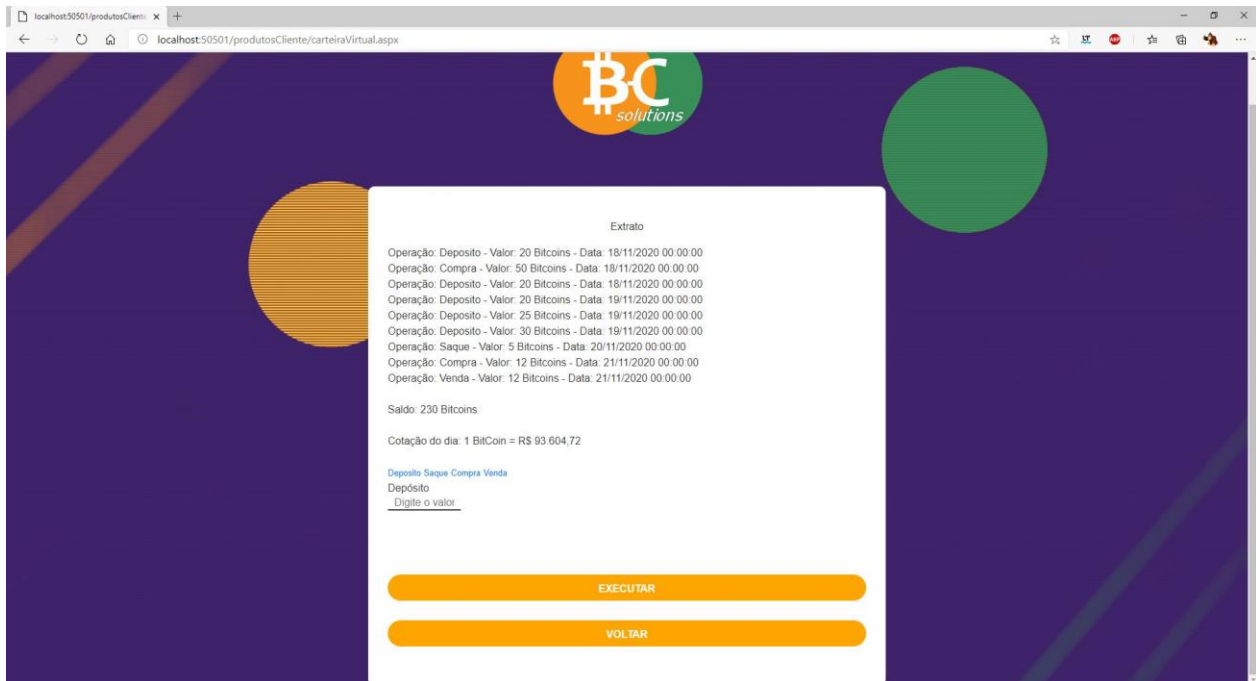 localhost:50501/produtosCliente
localhost:50501/produtosCliente/carteiraVirtual.aspx
ABP
B-C
solutions
Extrato
Operação: Deposito - Valor: 20 Bitcoins - Data: 18/11/2020 00:00:00
Operação: Compra - Valor: 50 Bitcoins - Data: 18/11/2020 00:00:00
Operação: Deposito - Valor: 20 Bitcoins - Data: 18/11/2020 00:00:00
Operação: Deposito - Valor: 20 Bitcoins - Data: 19/11/2020 00:00:00
Operação: Deposito - Valor: 25 Bitcoins - Data: 19/11/2020 00:00:00
Operação: Deposito - Valor: 30 Bitcoins - Data: 19/11/2020 00:00:00
Operação: Saque - Valor: 5 Bitcoins - Data: 20/11/2020 00:00:00
Operação: Compra - Valor: 12 Bitcoins - Data: 21/11/2020 00:00:00
Operação: Venda - Valor: 12 Bitcoins - Data: 21/11/2020 00:00:00
Saldo: 230 Bitcoins
Cotação do dia: 1 BitCoin = R$ 93.604,72
Deposito Saque Compra Venda
Depósito
Digite o valor
EXECUTAR
VOLTAR